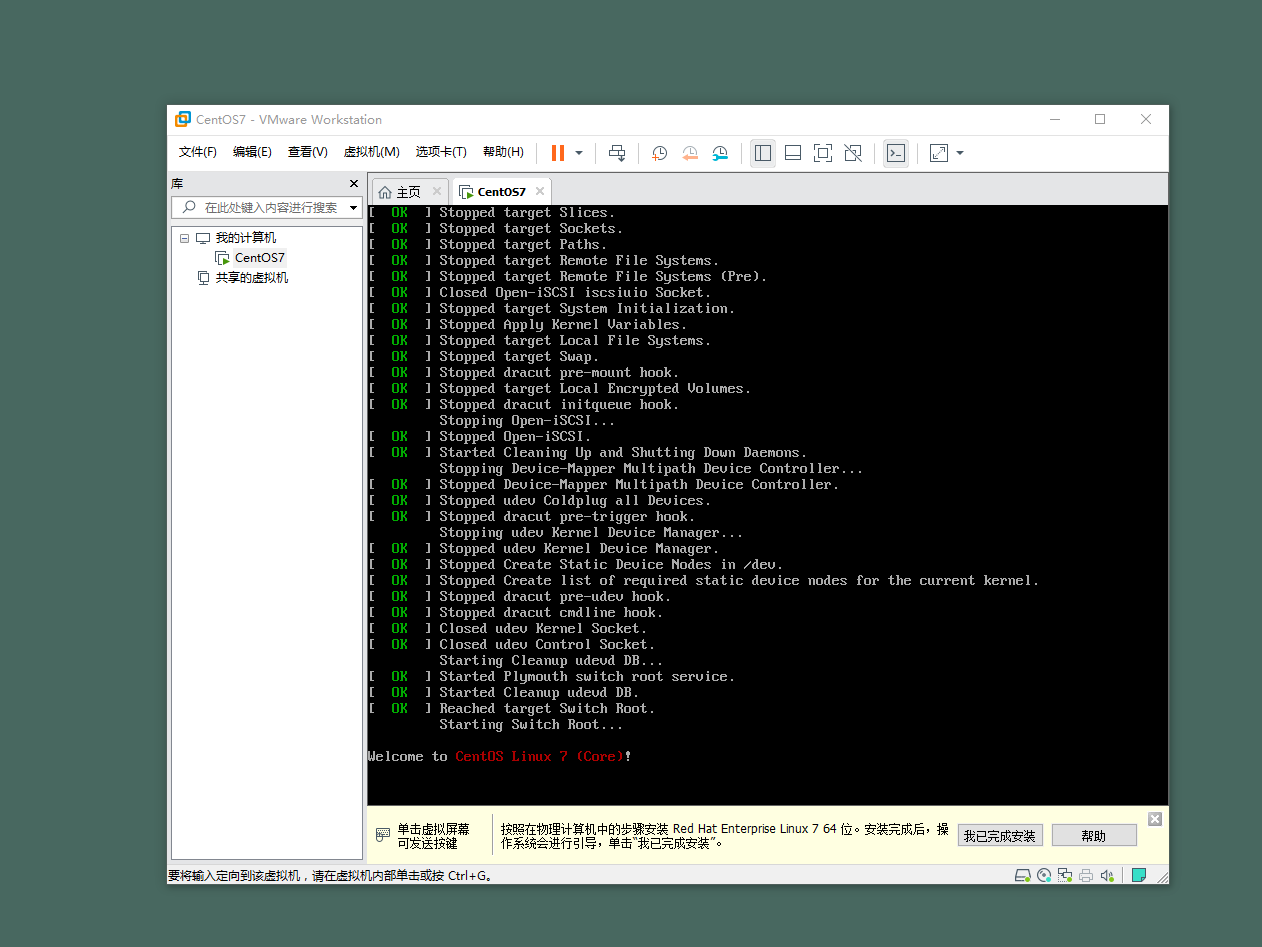 CentOS7 - VMware Workstation
文件(F) 编辑(E) 查看(V) 虚拟机(M) 选项卡(T) 帮助(H)
库
在此处键入内容进行搜索
我的计算机
CentOS7
共享的虚拟机
主页 CentOS7
[ OK ] Stopped target Slices.
[ OK ] Stopped target Sockets.
[ OK ] Stopped target Paths.
[ OK ] Stopped target Remote File Systems.
[ OK ] Stopped target Remote File Systems (Pre).
[ OK ] Closed Open-iSCSI iscsiuio Socket.
[ OK ] Stopped target System Initialization.
[ OK ] Stopped Apply Kernel Variables.
[ OK ] Stopped target Local File Systems.
[ OK ] Stopped target Swap.
[ OK ] Stopped dracut pre-mount hook.
[ OK ] Stopped target Local Encrypted Volumes.
[ OK ] Stopped dracut initqueue hook.
Stopping Open-iSCSI...
[ OK ] Stopped Open-iSCSI.
[ OK ] Started Cleaning Up and Shutting Down Daemons.
Stopping Device-Mapper Multipath Device Controller...
[ OK ] Stopped Device-Mapper Multipath Device Controller.
[ OK ] Stopped udev Coldplug all Devices.
[ OK ] Stopped dracut pre-trigger hook.
Stopping udev Kernel Device Manager...
[ OK ] Stopped udev Kernel Device Manager.
[ OK ] Stopped Create Static Device Nodes in /dev.
[ OK ] Stopped Create list of required static device nodes for the current kernel.
[ OK ] Stopped dracut pre-udev hook.
[ OK ] Stopped dracut cmdline hook.
[ OK ] Closed udev Kernel Socket.
[ OK ] Closed udev Control Socket.
Starting Cleanup udevd DB...
[ OK ] Started Plymouth switch root service.
[ OK ] Started Cleanup udevd DB.
[ OK ] Reached target Switch Root.
Starting Switch Root...
Welcome to CentOS Linux 7 (Core)!
单击虚拟屏幕
可发送按键
按照在物理计算机中的步骤安装 Red Hat Enterprise Linux 7 64 位。安装完成后，操
作系统会进行引导，单击“我已完成安装”。
我已完成安装 帮助
要将输入定向到该虚拟机，请在虚拟机内部单击或按 Ctrl+G。